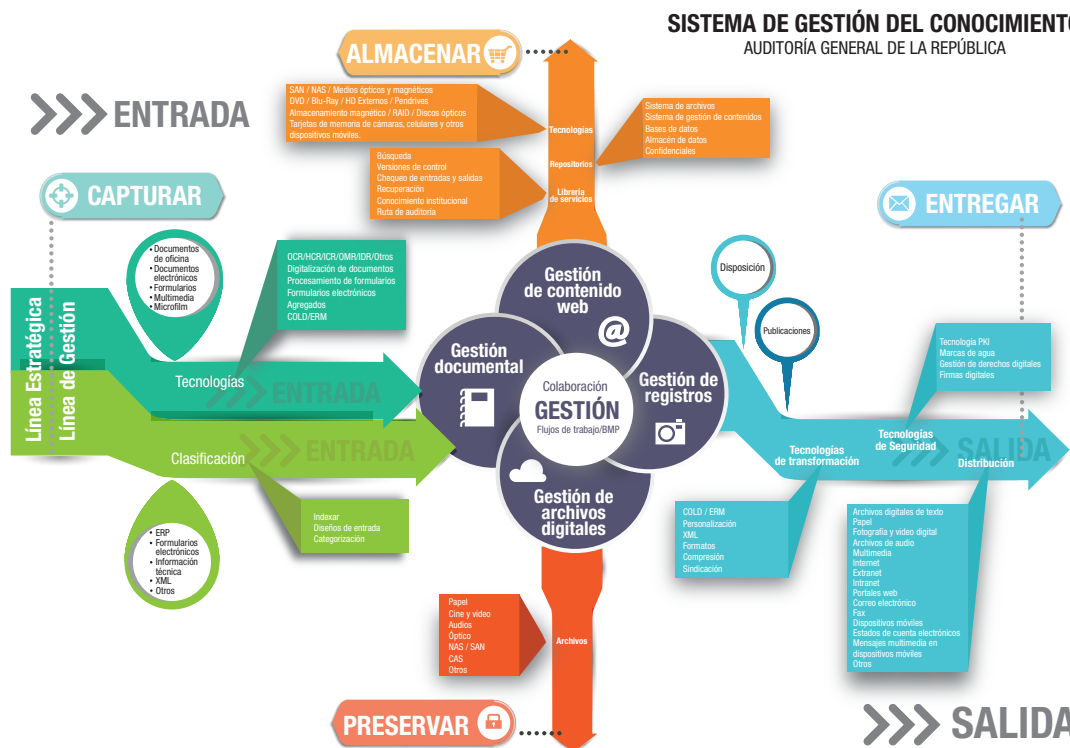 SISTEMA DE GESTIÓN DEL CONOCIMIENTO
AUDITORÍA GENERAL DE LA REPÚBLICA
ALMACENAR
ENTRADA
SAN / NAS / Medios ópticos y magnéticos
DVD / Blu-Ray / HD Externos / Pendrives
Almacenamiento magnético / RAID / Discos ópticos
Tarjetas de memoria de cámaras, celulares y otros
dispositivos móviles.
Tecnologías
Sistema de archivos
Sistema de gestión de contenidos
Bases de datos
Almacén de datos
Confidenciales
Repositorios
Búsqueda
Versiones de control
Chequeo de entradas y salidas
Recuperación
Conocimiento institucional
Ruta de auditoría
Librería
de servicios
CAPTURAR
ENTREGAR
• Documentos
de oficina
• Documentos
electrónicos
• Formularios
• Multimedia
• Microfilm
OCR/HCR/ICR/OMR/IDR/Otros
Digitalización de documentos
Procesamiento de formularios
Formularios electrónicos
Agregados
COLD/ERM
Línea Estratégica
Línea de Gestión
Tecnologías
ENTRADA
Clasificación
ENTRADA
Indexar
Diseños de entrada
Categorización
• ERP
• Formularios
electrónicos
• Información
técnica
• XML
• Otros
Gestión
de contenido
web
@
Gestión
documental
Colaboración
GESTIÓN
Flujos de trabajo/BMP
Gestión de
registros
Gestión de
archivos
digitales
Disposición
Publicaciones
Tecnología PKI
Marcas de agua
Gestión de derechos digitales
Firmas digitales
Tecnologías
de transformación
Tecnologías
de Seguridad
SALIDA
Distribución
COLD / ERM
Personalización
XML
Formatos
Compresión
Sindicación
Archivos digitales de texto
Papel
Fotografía y video digital
Archivos de audio
Multimedia
Internet
Extranet
Intranet
Portales web
Correo electrónico
Fax
Dispositivos móviles
Estados de cuenta electrónicos
Mensajes multimedia en
dispositivos móviles
Otros
Papel
Cine y video
Audios
Óptico
NAS / SAN
CAS
Otros
Archivos
PRESERVAR
SALIDA